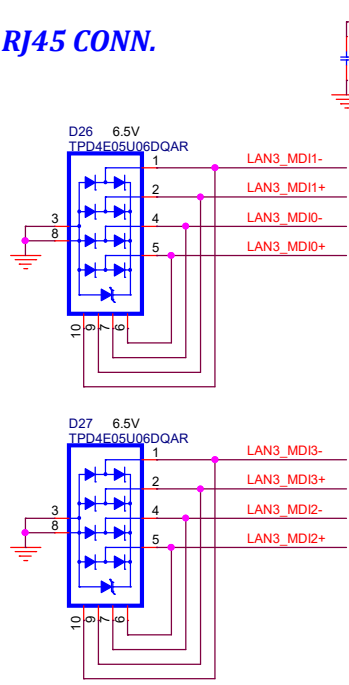 RJ45 CONN.
D26 6.5V
TPD4E05U06DQAR
1 LAN3_MDI1-
2 LAN3_MDI1+
3 4 LAN3_MDI0-
8
5 LAN3_MDI0+
10 9 7 6
D27 6.5V
TPD4E05U06DQAR
1 LAN3_MDI3-
2 LAN3_MDI3+
3 4 LAN3_MDI2-
8
5 LAN3_MDI2+
10 9 7 6